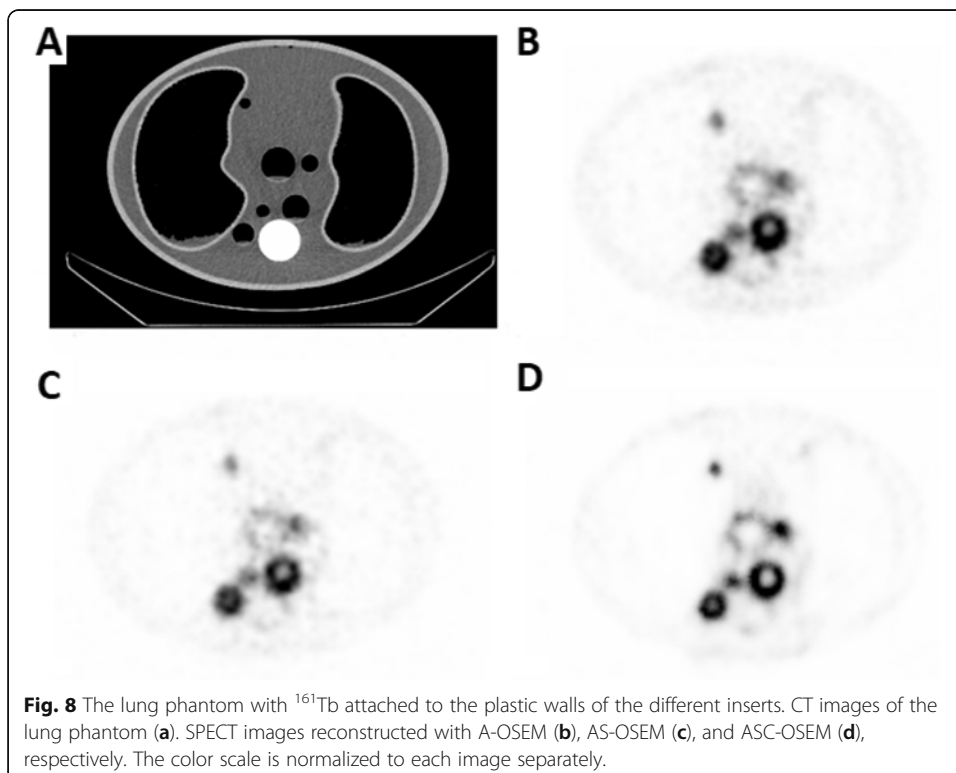 A
B
C
D
Fig. 8 The lung phantom with ¹⁶¹Tb attached to the plastic walls of the different inserts. CT images of the
lung phantom (a). SPECT images reconstructed with A-OSEM (b), AS-OSEM (c), and ASC-OSEM (d),
respectively. The color scale is normalized to each image separately.